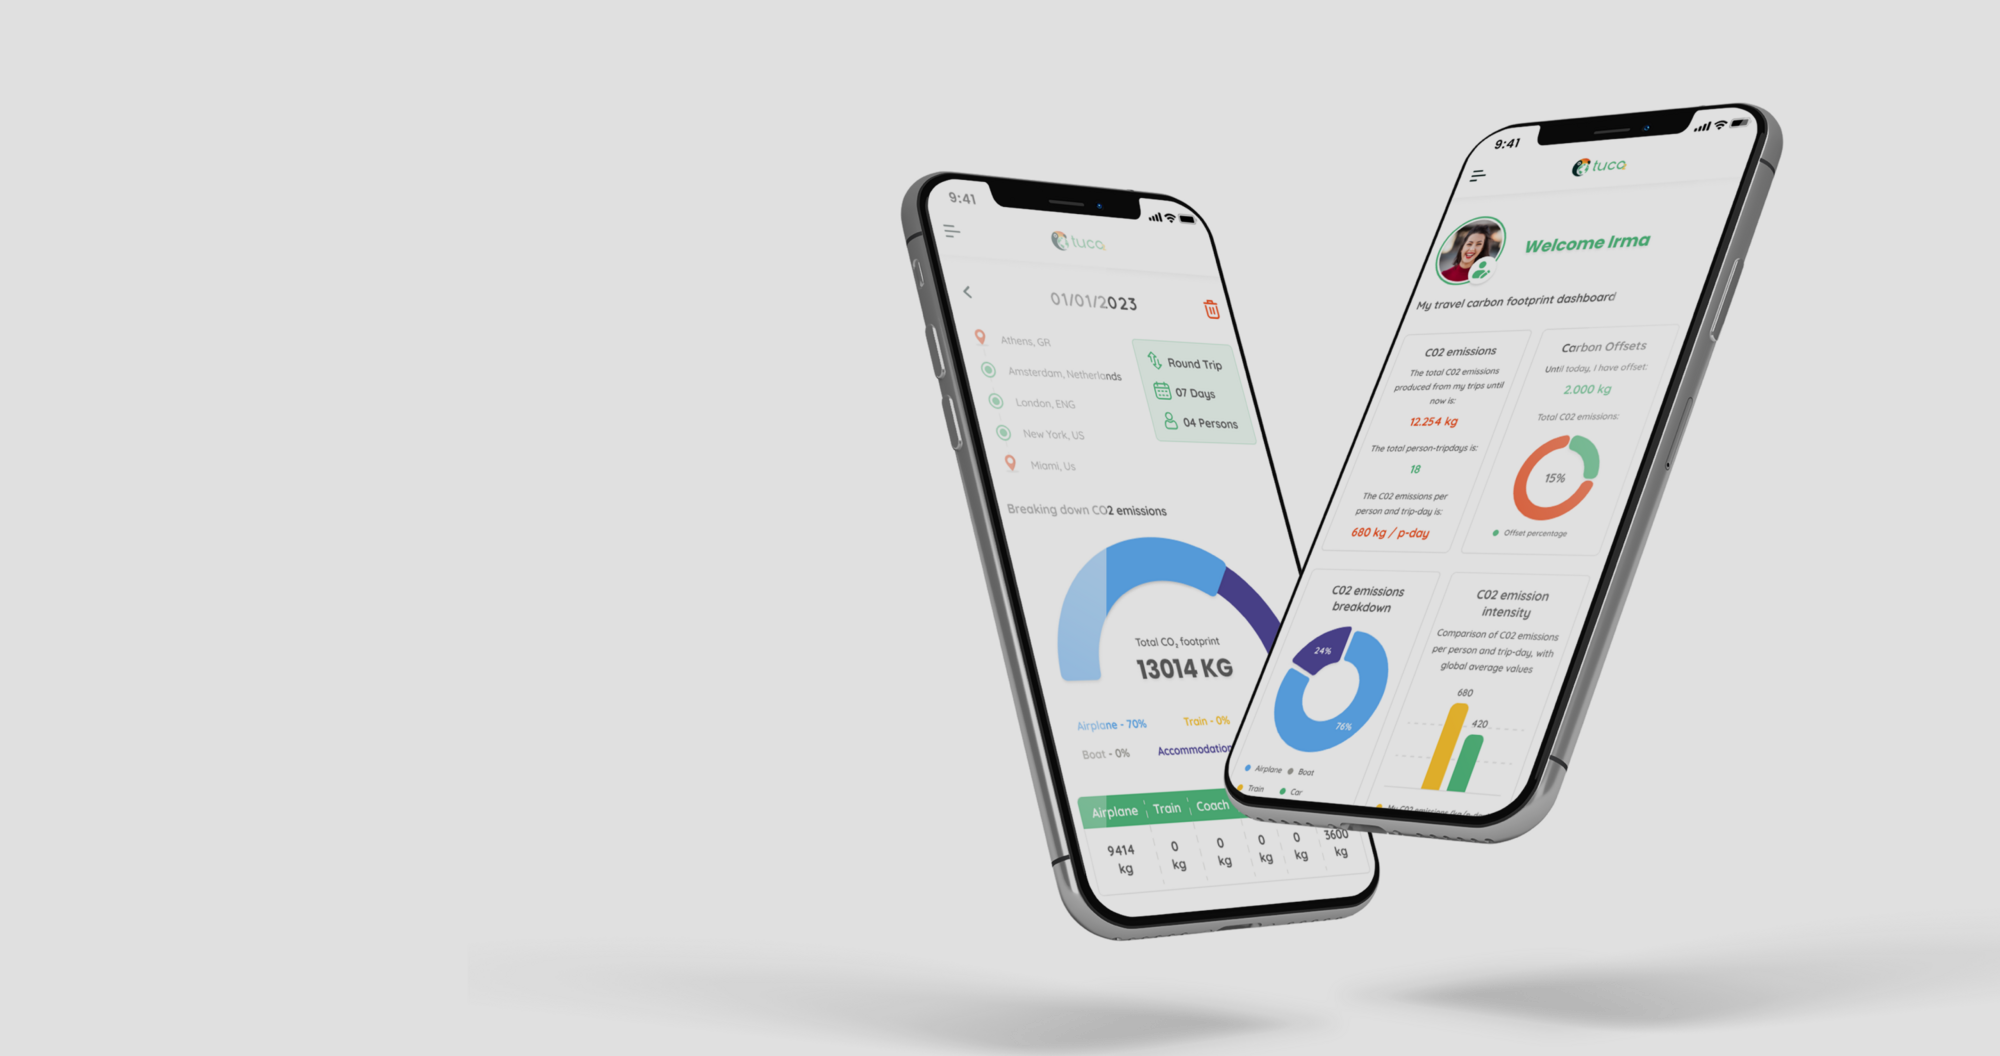 9:41
tuco
01/01/2023
Athens, GR
Amsterdam, Netherlands
London, ENG
New York, US
Miami, Us
Round Trip
07 Days
04 Persons
Breaking down CO2 emissions
Total CO₂ footprint
13014 KG
Airplane - 70%
Train - 0%
Boat - 0%
Accommodation
Airplane Train Coach
9414 kg
0 kg
0 kg
0 kg
0 kg
3600 kg
9:41
tuco
Welcome Irma
My travel carbon footprint dashboard
C02 emissions
The total C02 emissions
produced from my trips until
now is:
12.254 kg
The total person-tripdays is:
18
The C02 emissions per
person and trip-day is:
680 kg / p-day
Carbon Offsets
Until today, I have offset:
2.000 kg
Total C02 emissions:
15%
Offset percentage
C02 emissions
breakdown
24%
76%
Airplane
Boat
Train
Car
C02 emission
intensity
Comparison of C02 emissions
per person and trip-day, with
global average values
680
420
My C02 emissions